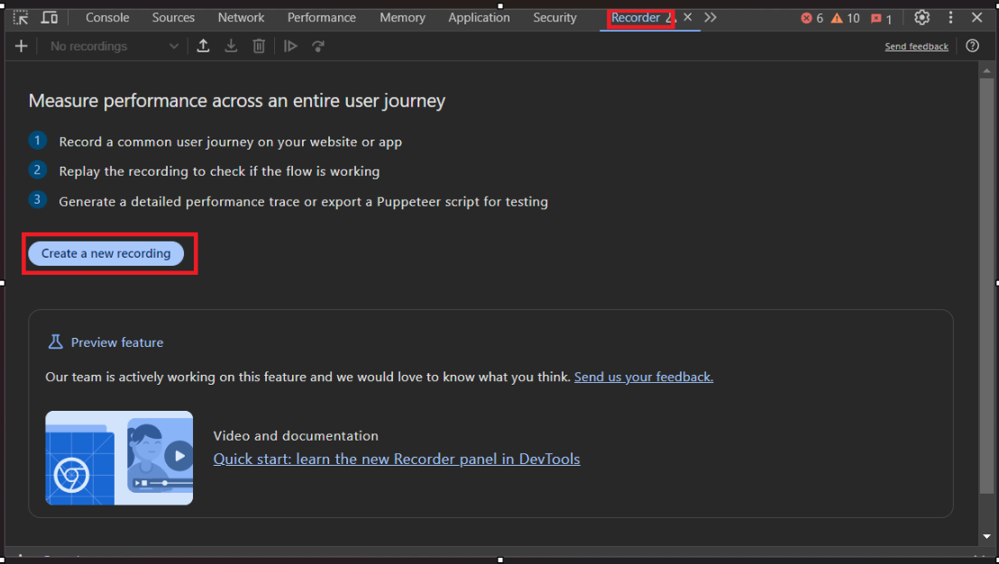 Console Sources Network Performance Memory Application Security Recorder 6 10 1
No recordings Send feedback
Measure performance across an entire user journey
1 Record a common user journey on your website or app
2 Replay the recording to check if the flow is working
3 Generate a detailed performance trace or export a Puppeteer script for testing
Create a new recording
Preview feature
Our team is actively working on this feature and we would love to know what you think. Send us your feedback.
Video and documentation
Quick start: learn the new Recorder panel in DevTools